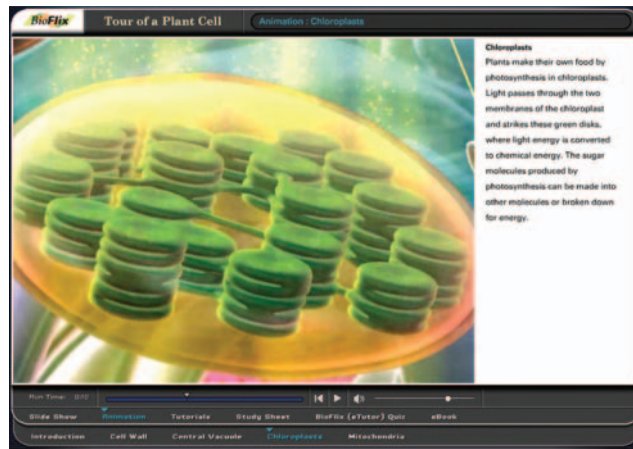 BioFlix Tour of a Plant Cell Animation : Chloroplasts
Chloroplasts
Plants make their own food by
photosynthesis in chloroplasts.
Light passes through the two
membranes of the chloroplast
and strikes these green disks,
where light energy is converted
to chemical energy. The sugar
molecules produced by
photosynthesis can be made into
other molecules or broken down
for energy.
Run Time:
Slide Show Animation Tutorials Study Sheet BioFlix (eTutor) Quiz eBook
Introduction Cell Wall Central Vacuole Chloroplasts Mitochondria